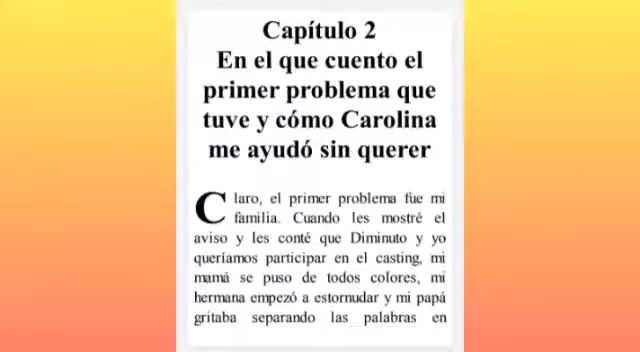 Capítulo 2
En el que cuento el
primer problema que
tuve y cómo Carolina
me ayudó sin querer
Claro, el primer problema fue mi
familia. Cuando les mostré el
aviso y les conté que Diminuto y yo
queríamos participar en el casting, mi
mamá se puso de todos colores, mi
hermana empezó a estornudar y mi papá
gritaba separando las palabras en